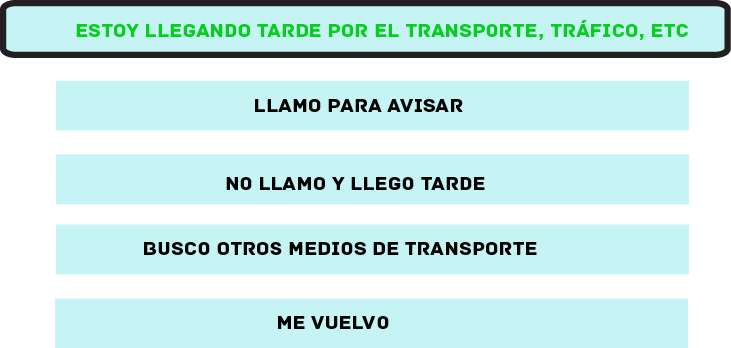 ESTOY LLEGANDO TARDE POR EL TRANSPORTE, TRÁFICO, ETC
LLAMO PARA AVISAR
NO LLAMO Y LLEGO TARDE
BUSCO OTROS MEDIOS DE TRANSPORTE
ME VUELVO